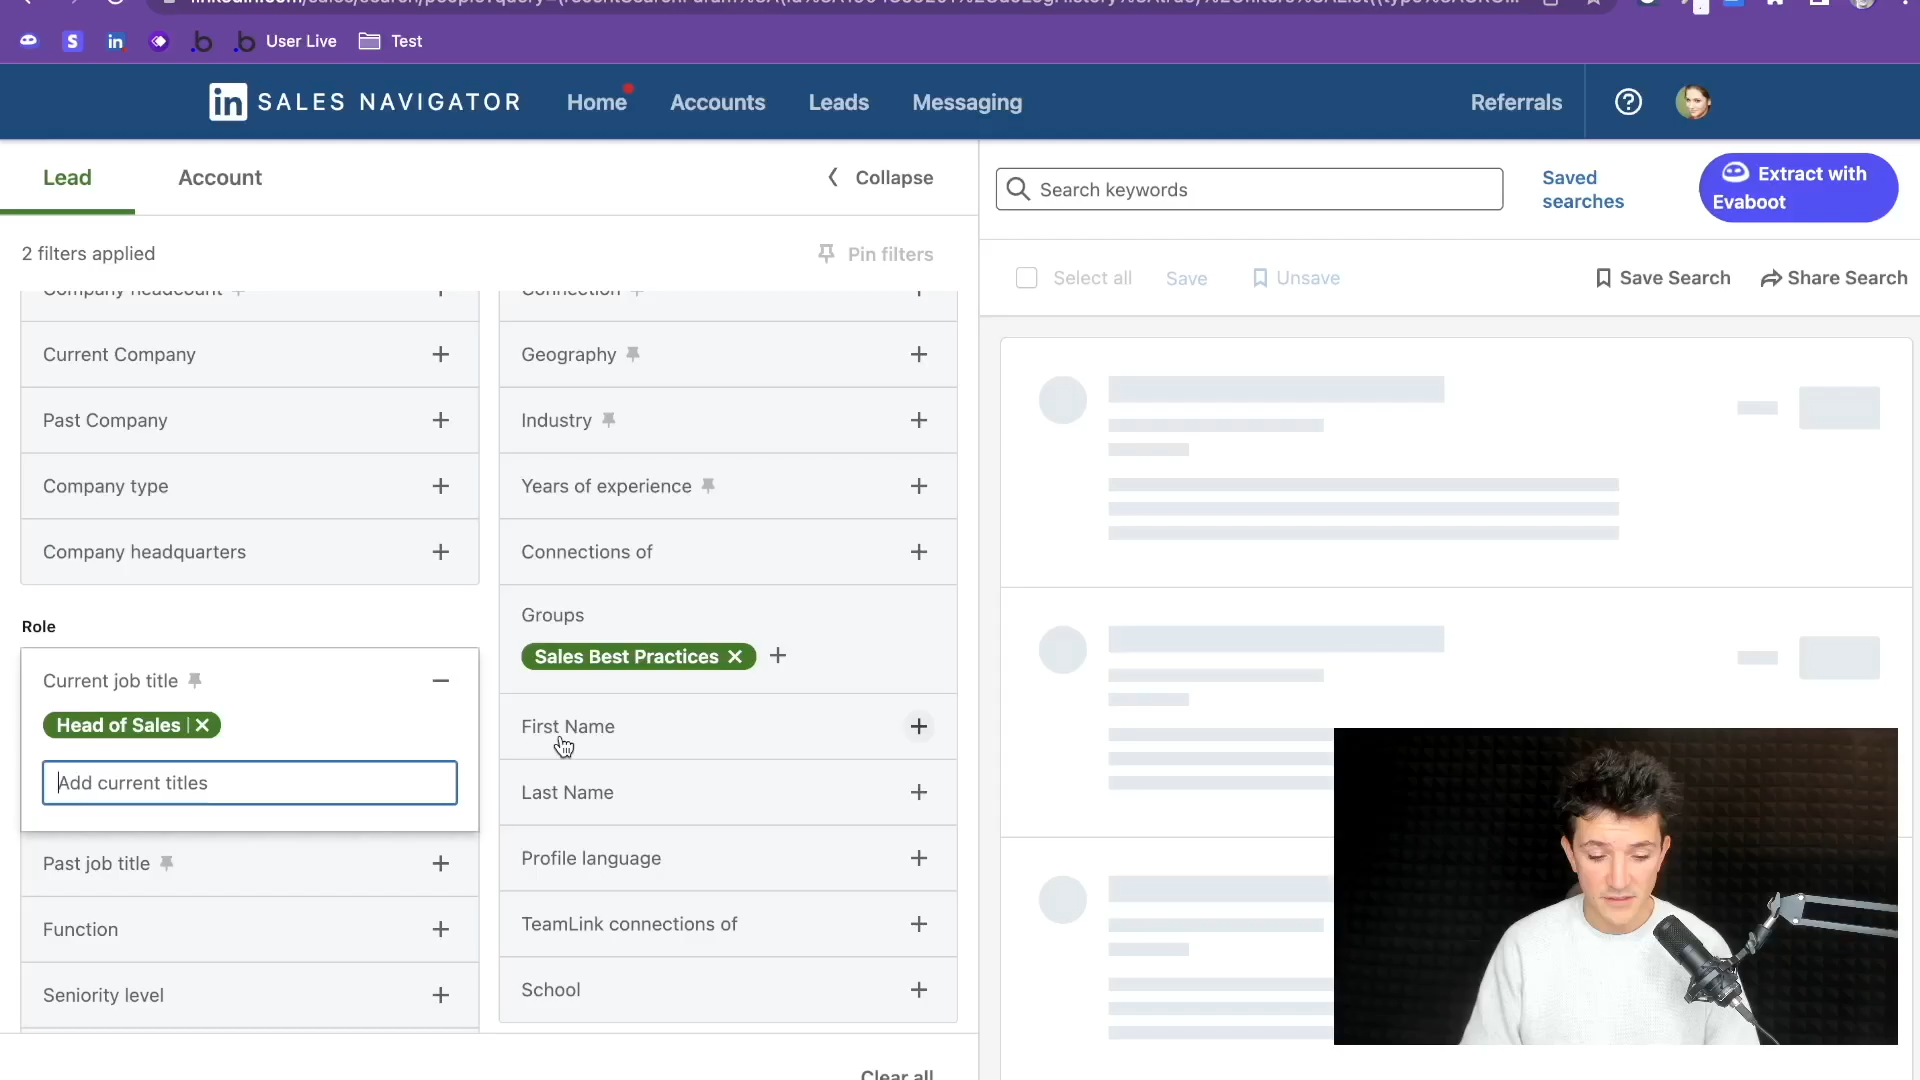 User Live
Test
in SALES NAVIGATOR
Home
Accounts
Leads
Messaging
Referrals
Lead
Account
Collapse
Search keywords
Saved
searches
Extract with
Evaboot
2 filters applied
Pin filters
Select all
Save
Unsave
Save Search
Share Search
Company headcount
Current Company
Past Company
Company type
Company headquarters
Role
Current job title
Head of Sales
Add current titles
Past job title
Function
Seniority level
Connection
Geography
Industry
Years of experience
Connections of
Groups
Sales Best Practices
First Name
Last Name
Profile language
TeamLink connections of
School
Clear all